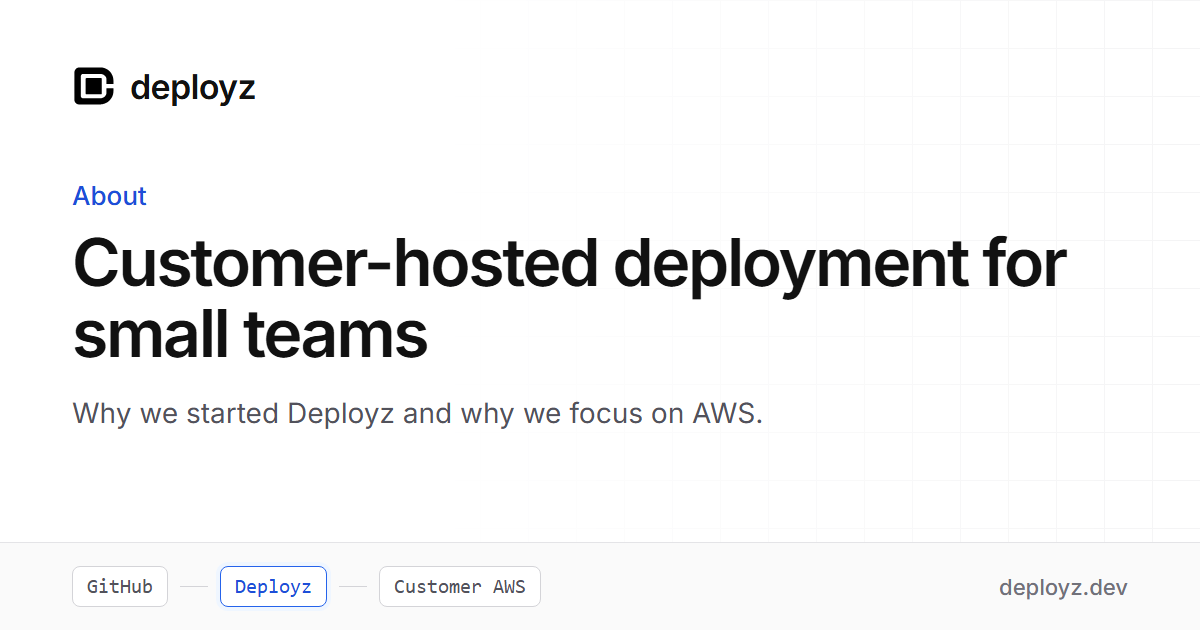 deployz
About
Customer-hosted deployment for
small teams
Why we started Deployz and why we focus on AWS.
GitHub
Deployz
Customer AWS
deployz.dev